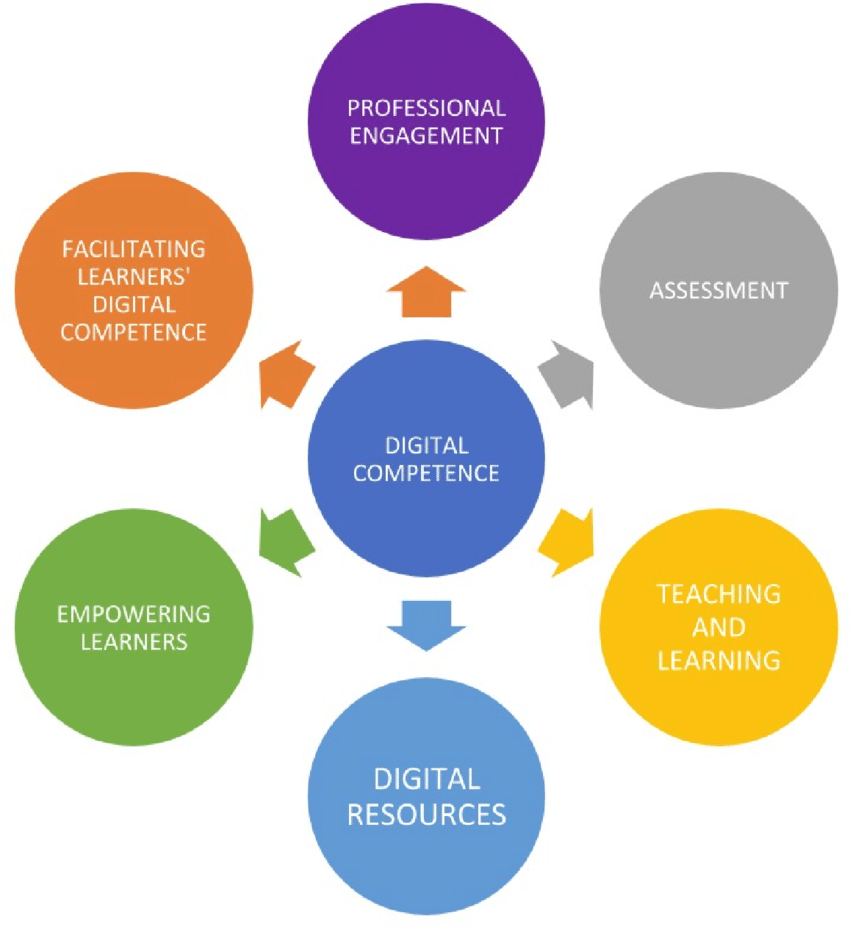 PROFESSIONAL
ENGAGEMENT
FACILITATING
LEARNERS'
DIGITAL
COMPETENCE
ASSESSMENT
DIGITAL
COMPETENCE
EMPOWERING
LEARNERS
TEACHING
AND
LEARNING
DIGITAL
RESOURCES